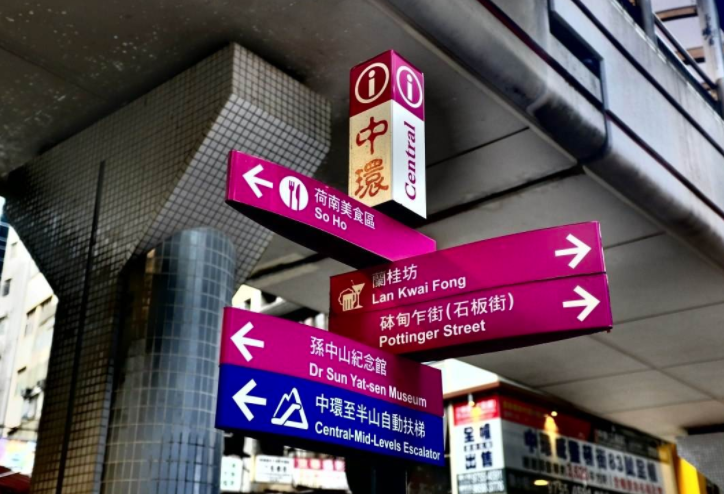 中環
Central
荷南美食區
So Ho
蘭桂坊
Lan Kwai Fong
砵甸乍街(石板街)
Pottinger Street
孫中山紀念館
Dr Sun Yat-sen Museum
中環至半山自動扶梯
Central-Mid-Levels Escalator
出售